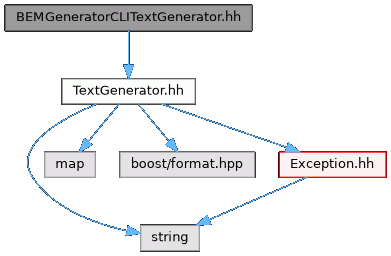 BEMGeneratorCLITextGenerator.hh
TextGenerator.hh
map
boost/format.hpp
Exception.hh
string